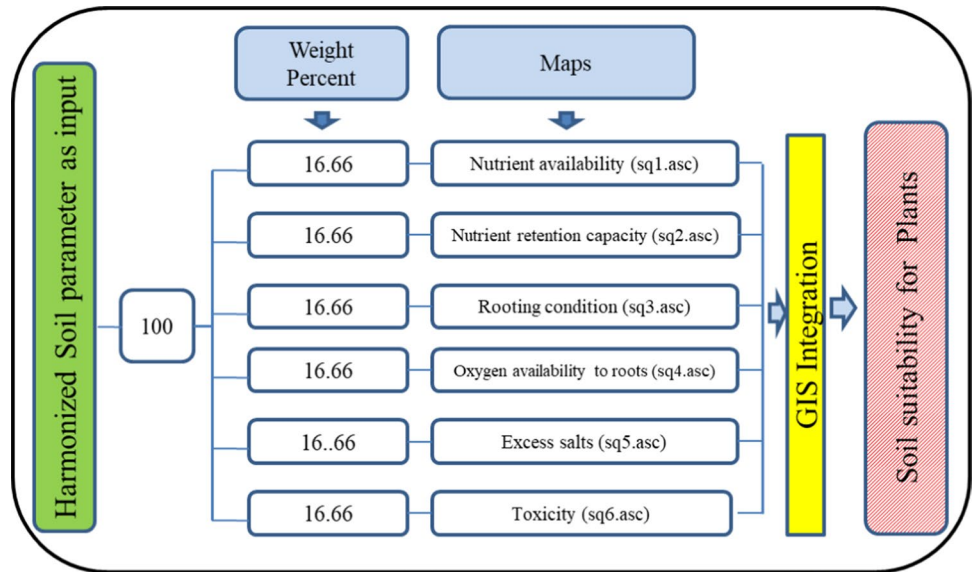 Harmonized Soil parameter as input
100
Weight
Percent
Maps
16.66
Nutrient availability (sq1.asc)
16.66
Nutrient retention capacity (sq2.asc)
16.66
Rooting condition (sq3.asc)
16.66
Oxygen availability to roots (sq4.asc)
16..66
Excess salts (sq5.asc)
16.66
Toxicity (sq6.asc)
GIS Integration
Soil suitability for Plants